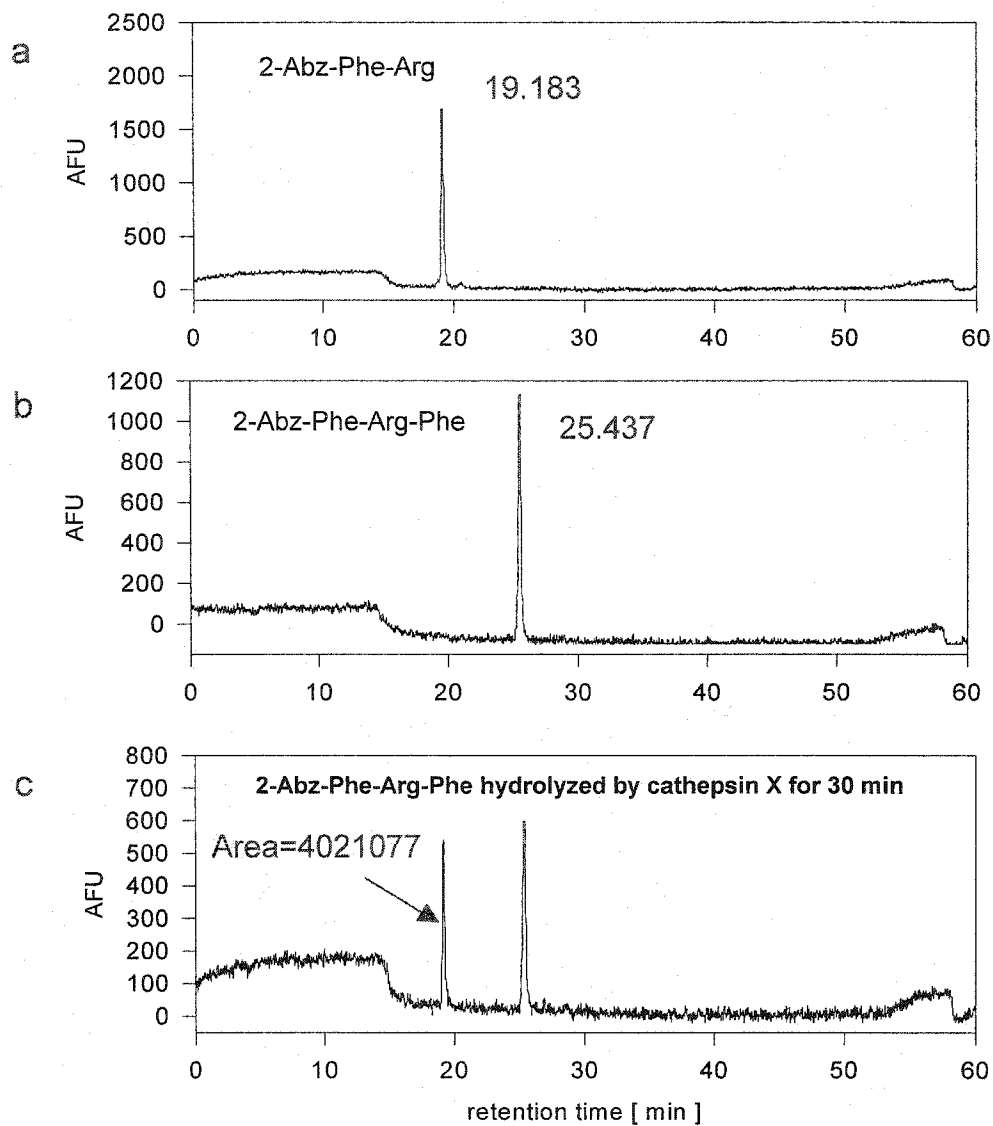 a
2-Abz-Phe-Arg
19.183
AFU
2500
2000
1500
1000
500
0
0 10 20 30 40 50 60
b
2-Abz-Phe-Arg-Phe
25.437
AFU
1200
1000
800
600
400
200
0
0 10 20 30 40 50 60
c
2-Abz-Phe-Arg-Phe hydrolyzed by cathepsin X for 30 min
Area=4021077
AFU
800
700
600
500
400
300
200
100
0
0 10 20 30 40 50 60
retention time [ min ]